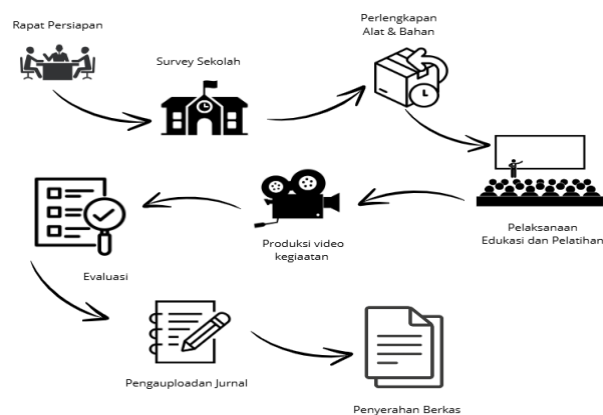 Rapat Persiapan
Survey Sekolah
Perlengkapan
Alat & Bahan
Pelaksanaan
Edukasi dan Pelatihan
Produksi video
kegiaatan
Evaluasi
Pengauploadan Jurnal
Penyerahan Berkas